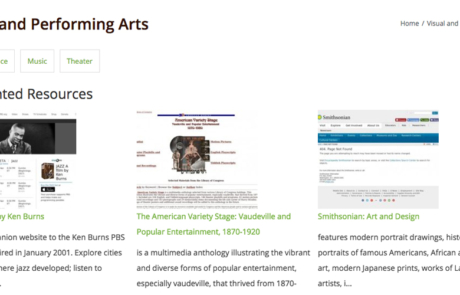 and Performing Arts
Home / Visual and
ce
Music
Theater
ted Resources
by Ken Burns
The American Variety Stage: Vaudeville and
Popular Entertainment, 1870-1920
Smithsonian: Art and Design
nion website to the Ken Burns PBS
ired in January 2001. Explore cities
here jazz developed; listen to
is a multimedia anthology illustrating the vibrant
and diverse forms of popular entertainment,
especially vaudeville, that thrived from 1870-
features modern portrait drawings, histo
portraits of famous Americans, African a
art, modern Japanese prints, works of La
artists, i...
American Variety Stage
Smithsonian